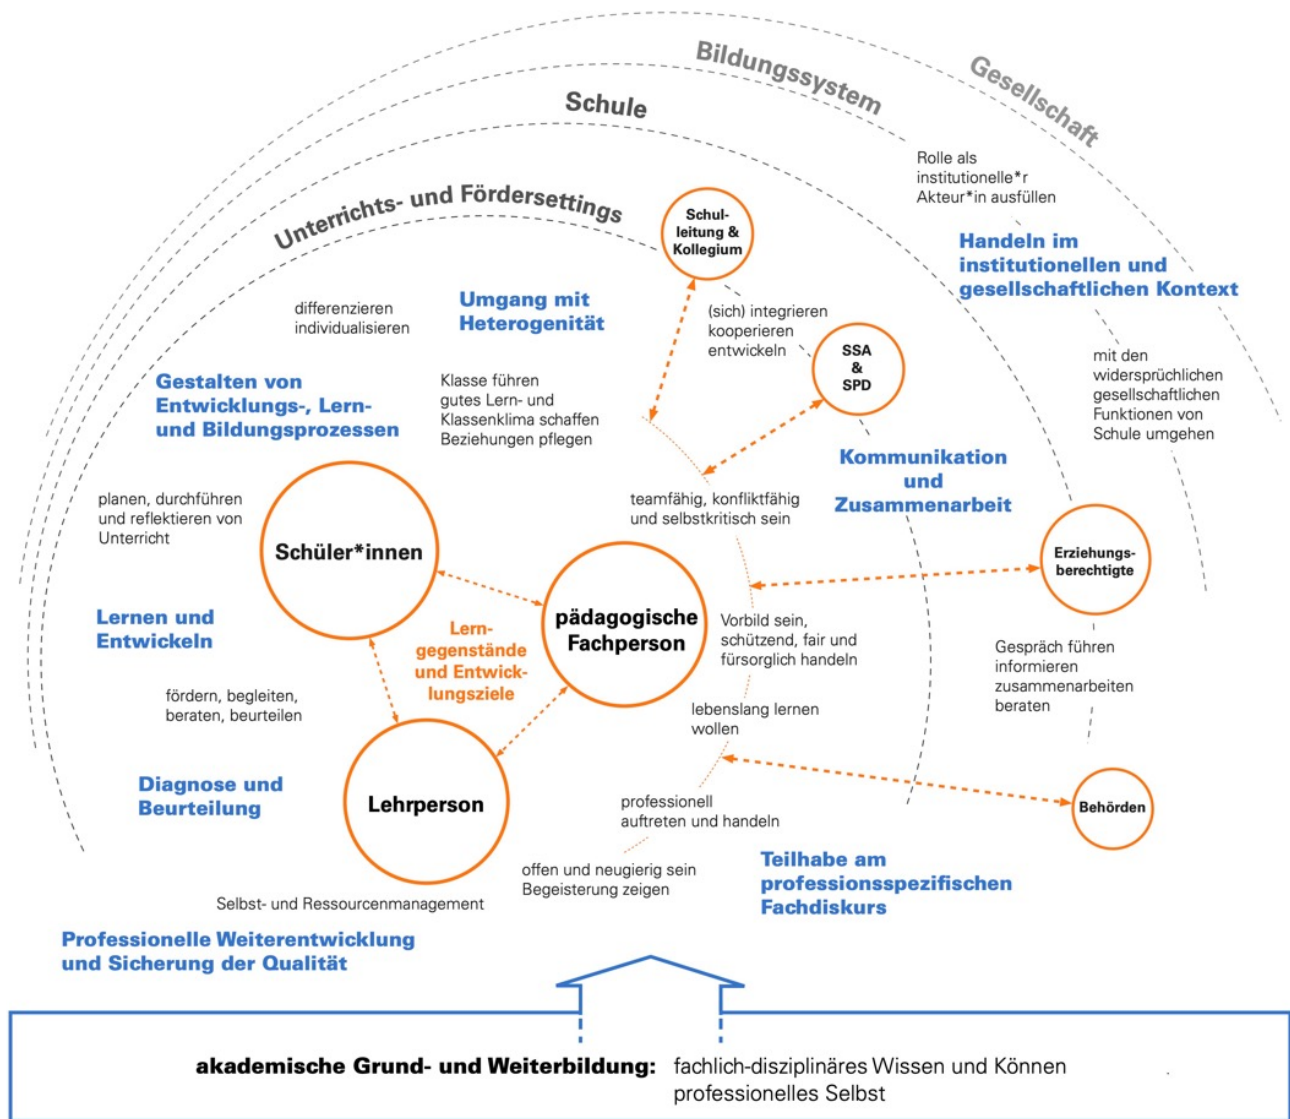 Gesellschaft
Bildungssystem
Schule
Unterrichts- und Fördersettings
Rolle als
institutionelle*r
Akteur*in ausfüllen
Schul-
leitung &
Kollegium
Handeln im
institutionellen und
gesellschaftlichen Kontext
differenzieren
individualisieren
Umgang mit
Heterogenität
(sich) integrieren
kooperieren
entwickeln
SSA
&
SPD
mit den
widersprüchlichen
gesellschaftlichen
Funktionen von
Schule umgehen
Gestalten von
Entwicklungs-, Lern-
und Bildungsprozessen
Klasse führen
gutes Lern- und
Klassenklima schaffen
Beziehungen pflegen
Kommunikation
und
Zusammenarbeit
planen, durchführen
und reflektieren von
Unterricht
teamfähig, konfliktfähig
und selbstkritisch sein
Schüler*innen
Erziehungs-
berechtigte
Lernen und
Entwickeln
pädagogische
Fachperson
Lern-
gegenstände
und Entwick-
lungsziele
Vorbild sein,
schützend, fair und
fürsorglich handeln
Gespräch führen
informieren
zusammenarbeiten
beraten
fördern, begleiten,
beraten, beurteilen
lebenslang lernen
wollen
Diagnose und
Beurteilung
Lehrperson
professionell
auftreten und handeln
Behörden
offen und neugierig sein
Begeisterung zeigen
Teilhabe am
professionsspezifischen
Fachdiskurs
Selbst- und Ressourcenmanagement
Professionelle Weiterentwicklung
und Sicherung der Qualität
akademische Grund- und Weiterbildung: fachlich-disziplinäres Wissen und Können
professionelles Selbst